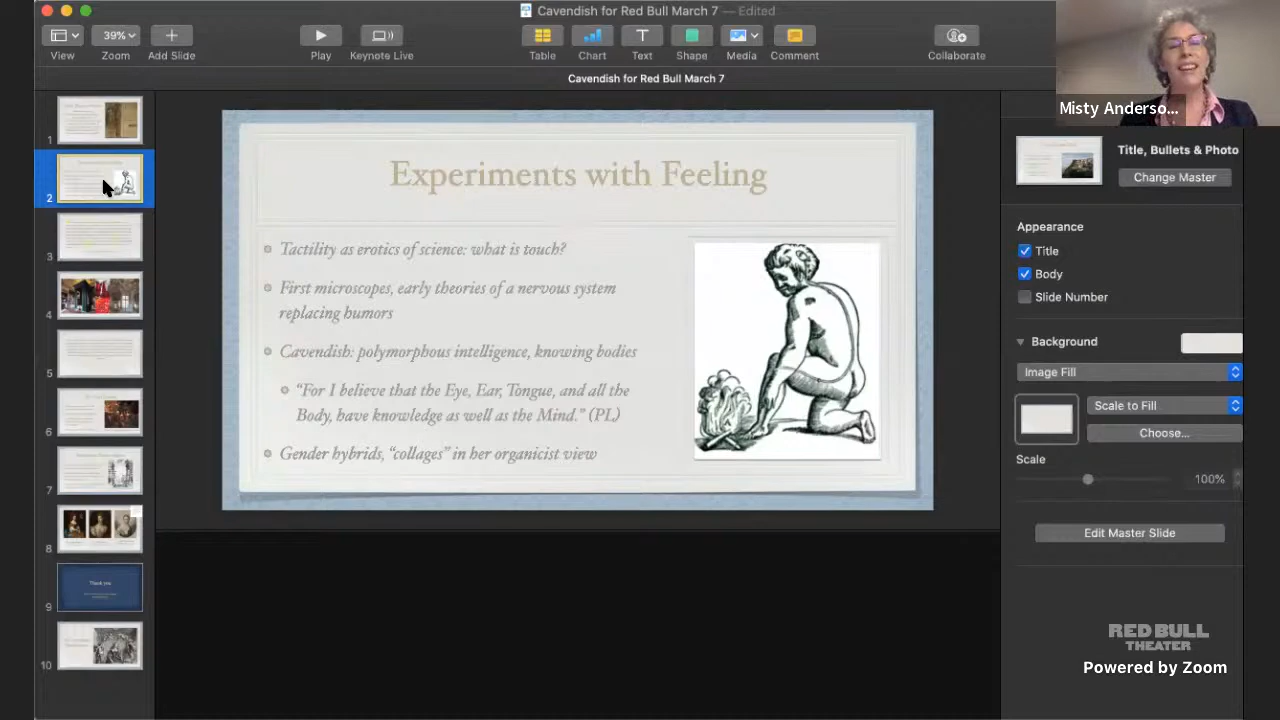 Cavendish for Red Bull March 7 — Edited
View
39%
Zoom
Add Slide
Play
Keynote Live
Table
Chart
Text
Shape
Media
Comment
Collaborate
Cavendish for Red Bull March 7
Misty Anderso...
1
2
3
4
5
6
7
8
9
10
Thank you
Experiments with Feeling
Tactility as erotics of science: what is touch?
First microscopes, early theories of a nervous system
replacing humors
Cavendish: polymorphous intelligence, knowing bodies
“For I believe that the Eye, Ear, Tongue, and all the
Body, have knowledge as well as the Mind.” (PL)
Gender hybrids, “collages” in her organicist view
Title, Bullets & Photo
Change Master
Appearance
Title
Body
Slide Number
Background
Image Fill
Scale to Fill
Choose...
Scale
100%
Edit Master Slide
RED BULL
THEATER
Powered by Zoom